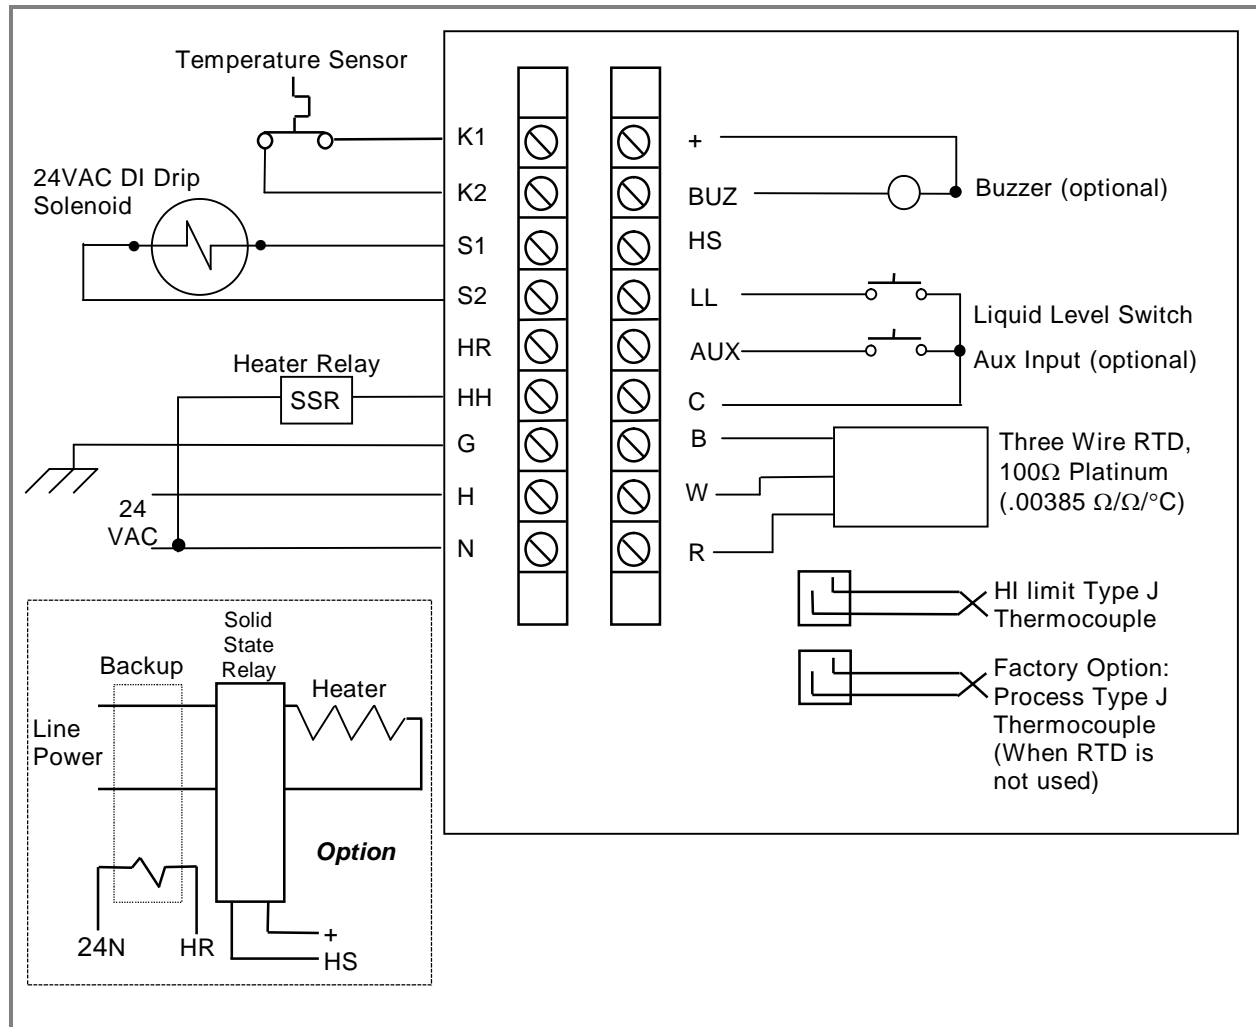 Temperature Sensor
24VAC DI Drip
Solenoid
Heater Relay
SSR
24
VAC
K1
K2
S1
S2
HR
HH
G
H
N
+
BUZ
HS
LL
AUX
C
B
W
R
Buzzer (optional)
Liquid Level Switch
Aux Input (optional)
Three Wire RTD,
100Ω Platinum
(.00385 Ω/Ω/°C)
HI limit Type J
Thermocouple
Factory Option:
Process Type J
Thermocouple
(When RTD is
not used)
Solid
State
Relay
Backup
Heater
Line
Power
Option
24N
HR
+
HS